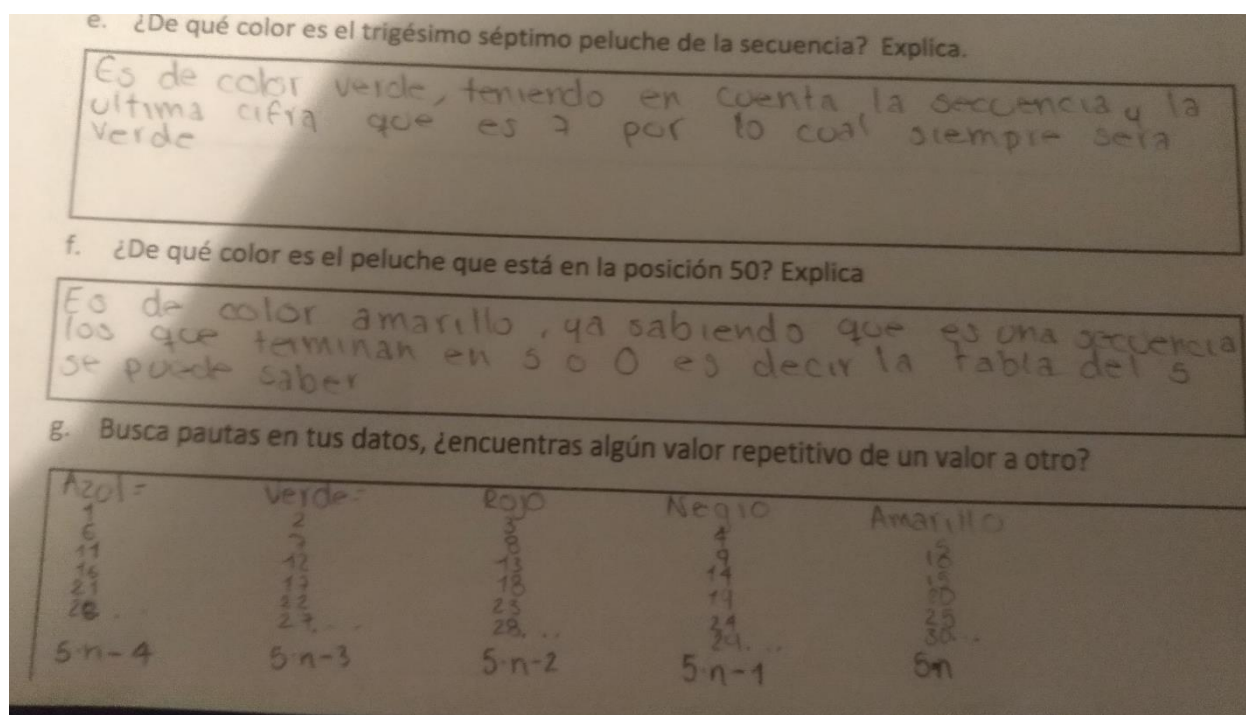 e. ¿De qué color es el trigésimo séptimo peluche de la secuencia? Explica.
Es de color verde, teniendo en cuenta la seccencia y la
ultima cifra que es 7 por lo cual siempre sera
verde
f. ¿De qué color es el peluche que está en la posición 50? Explica
Es de color amarillo, ya sabiendo que es una seccuencia
los que terminan en 5 o 0 es decir la tabla del 5
se puede saber
g. Busca pautas en tus datos, ¿encuentras algún valor repetitivo de un valor a otro?
Azul= Verde= Rojo Negro Amarillo
1 2 3 4 5
6 7 8 9 10
11 12 13 14 15
16 17 18 19 20
21 22 23 24 25
26... 27... 28... 29... 30...
5·n-4 5·n-3 5·n-2 5·n-1 5n